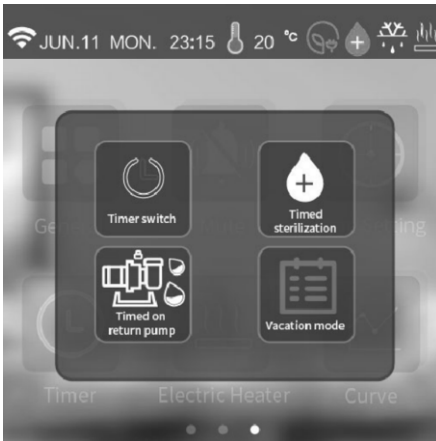 JUN.11 MON. 23:15 20 °C
Timer switch
Timed
sterilization
Timed on
return pump
Vacation mode
Timer Electric Heater Curve